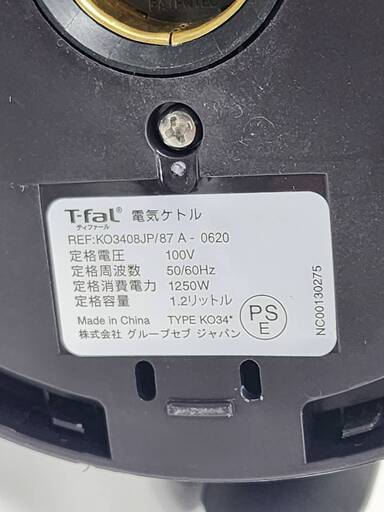 PATENTED
T-fal® 電気ケトル
ティファール
REF:KO3408JP/87 A - 0620
定格電圧 100V
定格周波数 50/60Hz
定格消費電力 1250W
定格容量 1.2リットル
Made in China TYPE KO34*
株式会社 グループセブ ジャパン
PS
E
NC00130275